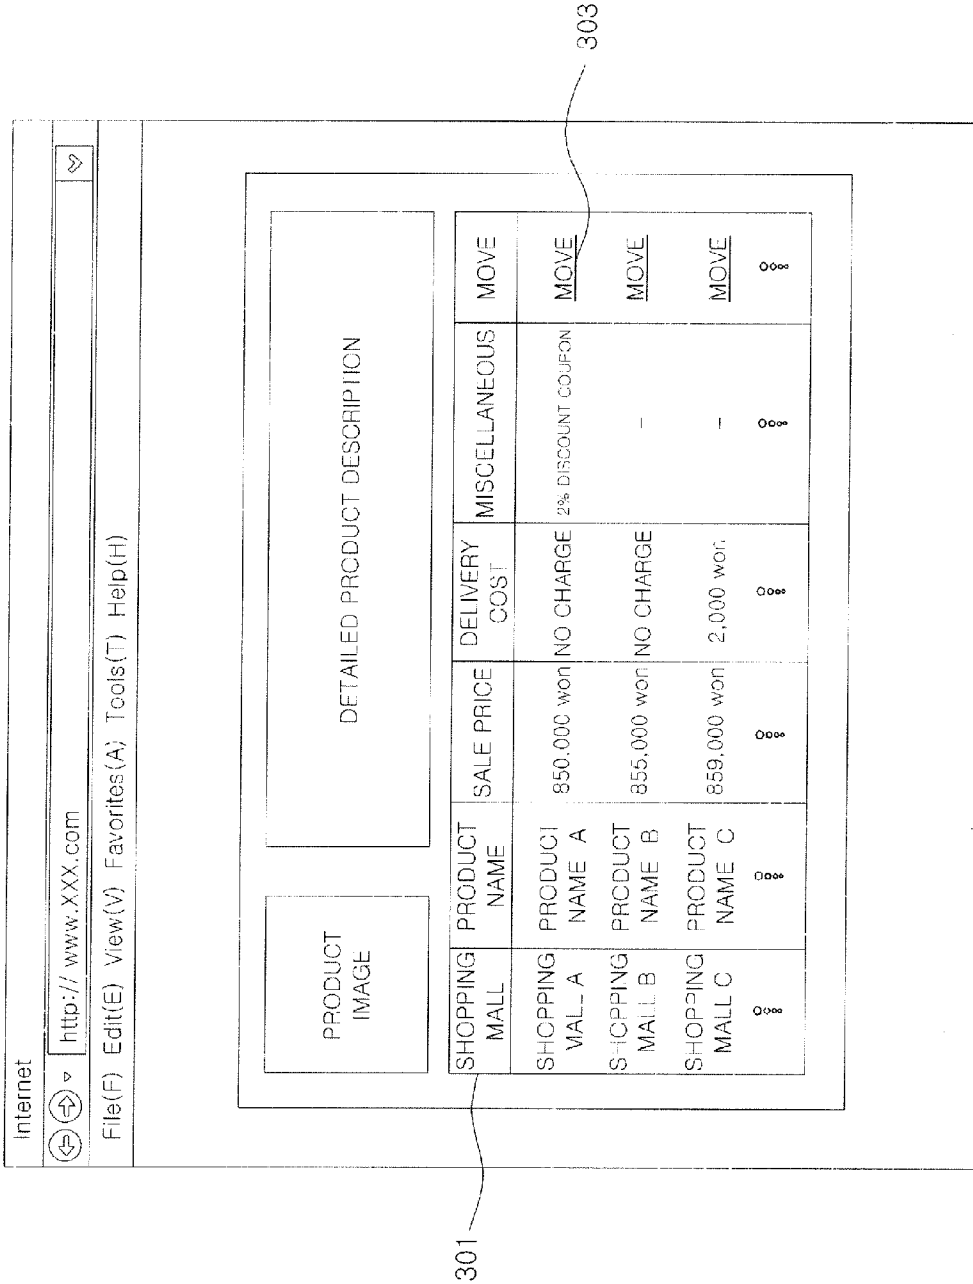 Internet
http:// www.XXX.com
File(F) Edit(E) View(V) Favorites(A) Tools(T) Help(H)
PRODUCT
IMAGE
DETAILED PRODUCT DESCRIPTION
SHOPPING
MALL
PRODUCT
NAME
SALE PRICE
DELIVERY
COST
MISCELLANEOUS
MOVE
SHOPPING
MALL A
PRODUCT
NAME A
850.000 won
NO CHARGE
2% DISCOUNT COUPON
MOVE
SHOPPING
MALL B
PRODUCT
NAME B
855,000 won
NO CHARGE
–
MOVE
SHOPPING
MALL C
PRODUCT
NAME C
859,000 won
2,000 won
–
MOVE
301
303